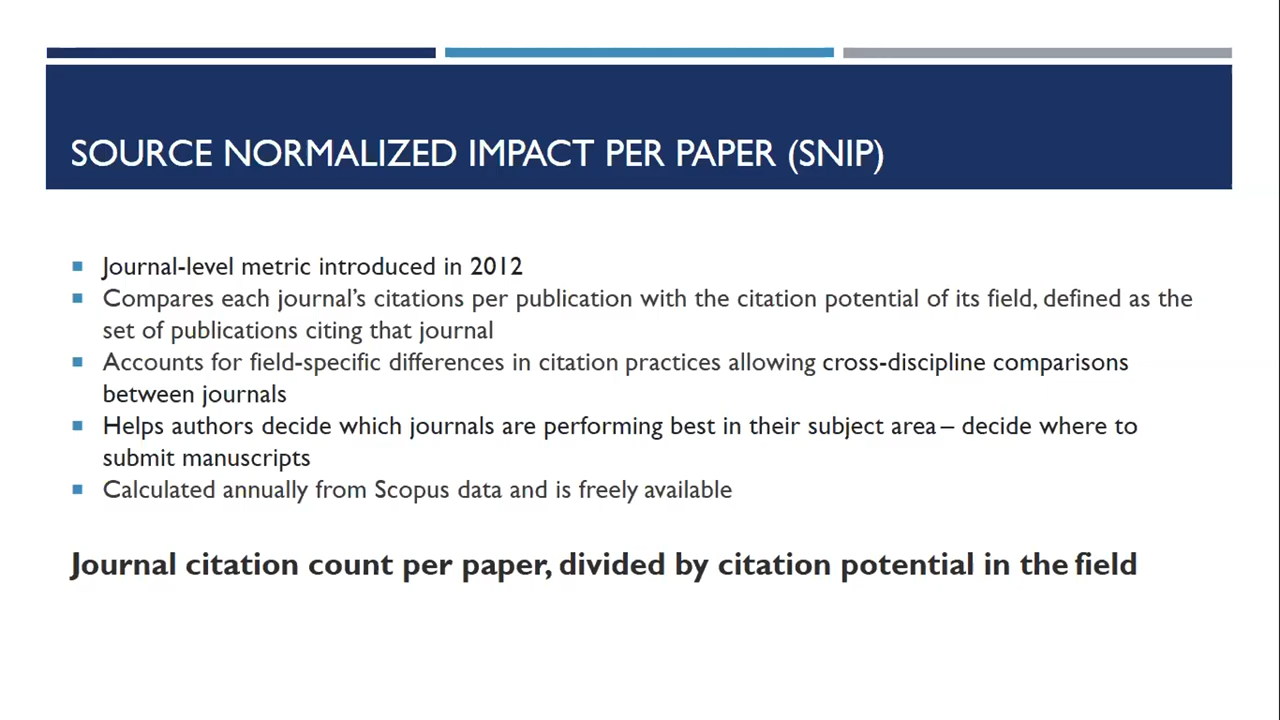 SOURCE NORMALIZED IMPACT PER PAPER (SNIP)
Journal-level metric introduced in 2012
Compares each journal’s citations per publication with the citation potential of its field, defined as the
set of publications citing that journal
Accounts for field-specific differences in citation practices allowing cross-discipline comparisons
between journals
Helps authors decide which journals are performing best in their subject area – decide where to
submit manuscripts
Calculated annually from Scopus data and is freely available
Journal citation count per paper, divided by citation potential in the field